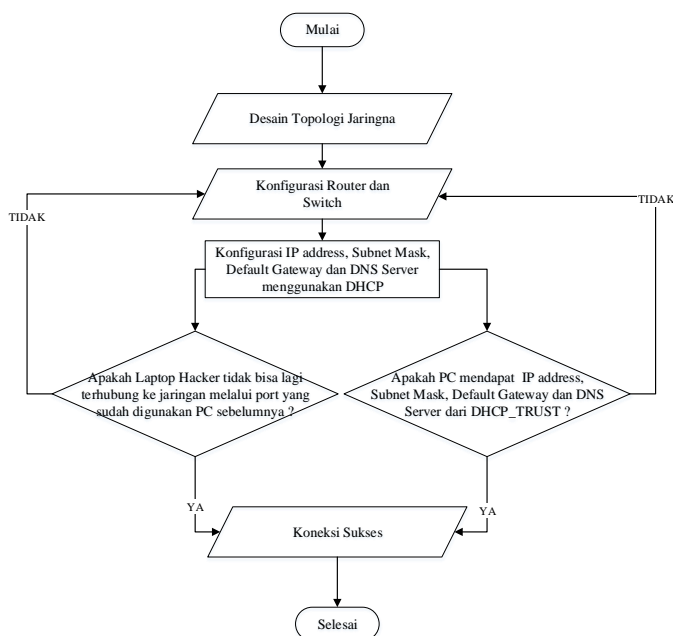 Mulai
Desain Topologi Jaringna
Konfigurasi Router dan
Switch
TIDAK
TIDAK
Konfigurasi IP address, Subnet Mask,
Default Gateway dan DNS Server
menggunakan DHCP
Apakah Laptop Hacker tidak bisa lagi
terhubung ke jaringan melalui port yang
sudah digunakan PC sebelumnya ?
Apakah PC mendapat IP address,
Subnet Mask, Default Gateway dan DNS
Server dari DHCP_TRUST ?
YA
YA
Koneksi Sukses
Selesai